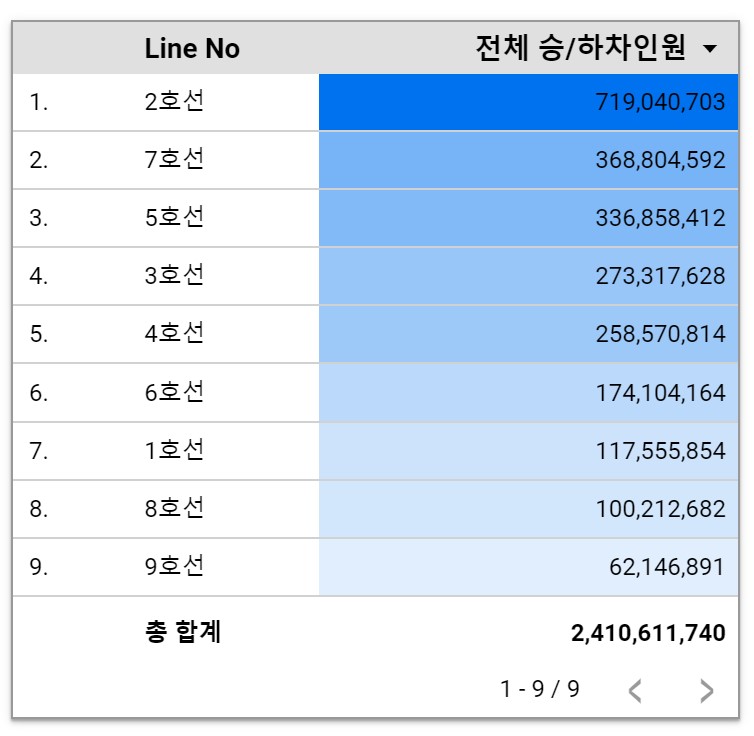 Line No 전체 승/하차인원
1. 2호선 719,040,703
2. 7호선 368,804,592
3. 5호선 336,858,412
4. 3호선 273,317,628
5. 4호선 258,570,814
6. 6호선 174,104,164
7. 1호선 117,555,854
8. 8호선 100,212,682
9. 9호선 62,146,891
총 합계 2,410,611,740
1 - 9 / 9